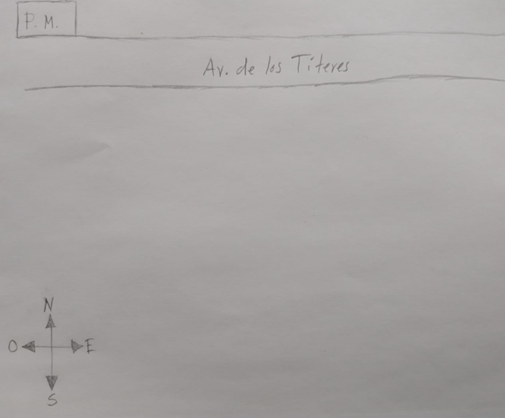 P. M.
Av. de los Títeres
N
O E
S